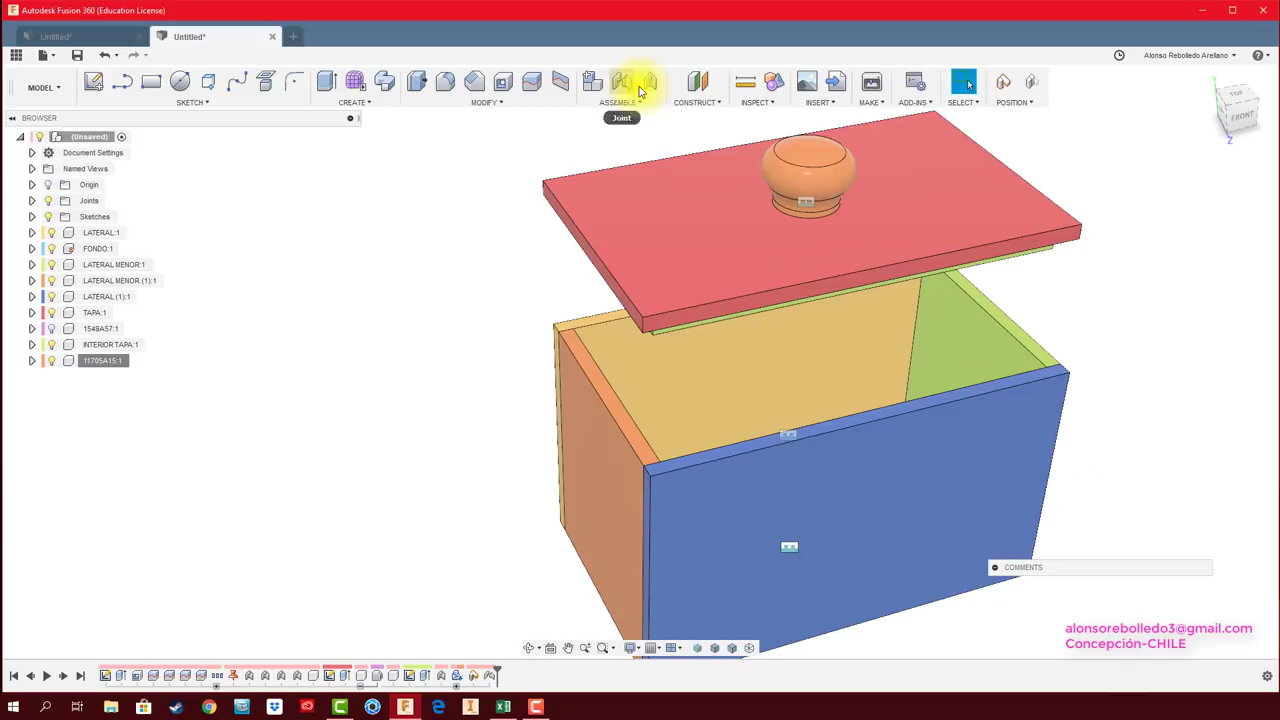 Autodesk Fusion 360 (Education License)
Untitled*
Untitled*
Alonso Rebolledo Arellano
MODEL
SKETCH
CREATE
MODIFY
ASSEMBLE
CONSTRUCT
INSPECT
INSERT
MAKE
ADD-INS
SELECT
POSITION
BROWSER
Joint
TOP
FRONT
Z
(Unsaved)
Document Settings
Named Views
Origin
Joints
Sketches
LATERAL:1
FONDO:1
LATERAL MENOR:1
LATERAL MENOR (1):1
LATERAL (1):1
TAPA:1
1549A57:1
INTERIOR TAPA:1
11705A15:1
COMMENTS
alonsorebolledo3@gmail.com
Concepción-CHILE